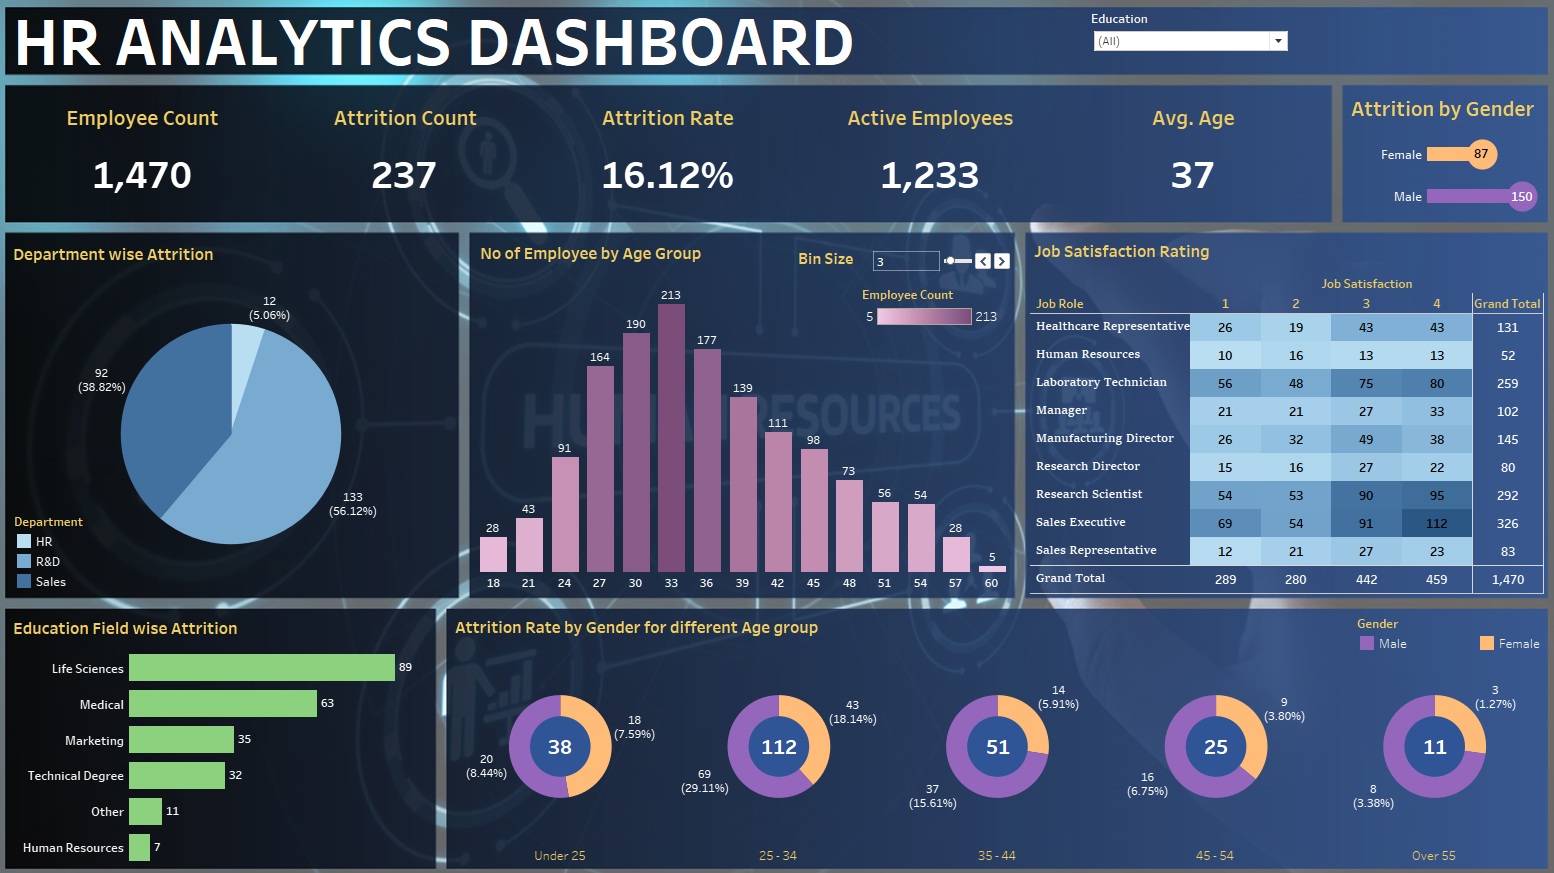 HR ANALYTICS DASHBOARD
Education
(All)
Employee Count
Attrition Count
Attrition Rate
Active Employees
Avg. Age
1,470
237
16.12%
1,233
37
Attrition by Gender
Female 87
Male 150
Department wise Attrition
12
(5.06%)
92
(38.82%)
133
(56.12%)
Department
HR
R&D
Sales
No of Employee by Age Group
Bin Size 3
Employee Count
5 213
28 43 91 164 190 213 177 139 111 98 73 56 54 28 5
18 21 24 27 30 33 36 39 42 45 48 51 54 57 60
HUMAN RESOURCES
Job Satisfaction Rating
Job Satisfaction
Job Role 1 2 3 4 Grand Total
Healthcare Representative 26 19 43 43 131
Human Resources 10 16 13 13 52
Laboratory Technician 56 48 75 80 259
Manager 21 21 27 33 102
Manufacturing Director 26 32 49 38 145
Research Director 15 16 27 22 80
Research Scientist 54 53 90 95 292
Sales Executive 69 54 91 112 326
Sales Representative 12 21 27 23 83
Grand Total 289 280 442 459 1,470
Education Field wise Attrition
Life Sciences 89
Medical 63
Marketing 35
Technical Degree 32
Other 11
Human Resources 7
Attrition Rate by Gender for different Age group
Gender
Male Female
38
18
(7.59%)
20
(8.44%)
Under 25
112
43
(18.14%)
69
(29.11%)
25 - 34
51
14
(5.91%)
37
(15.61%)
35 - 44
25
9
(3.80%)
16
(6.75%)
45 - 54
11
3
(1.27%)
8
(3.38%)
Over 55